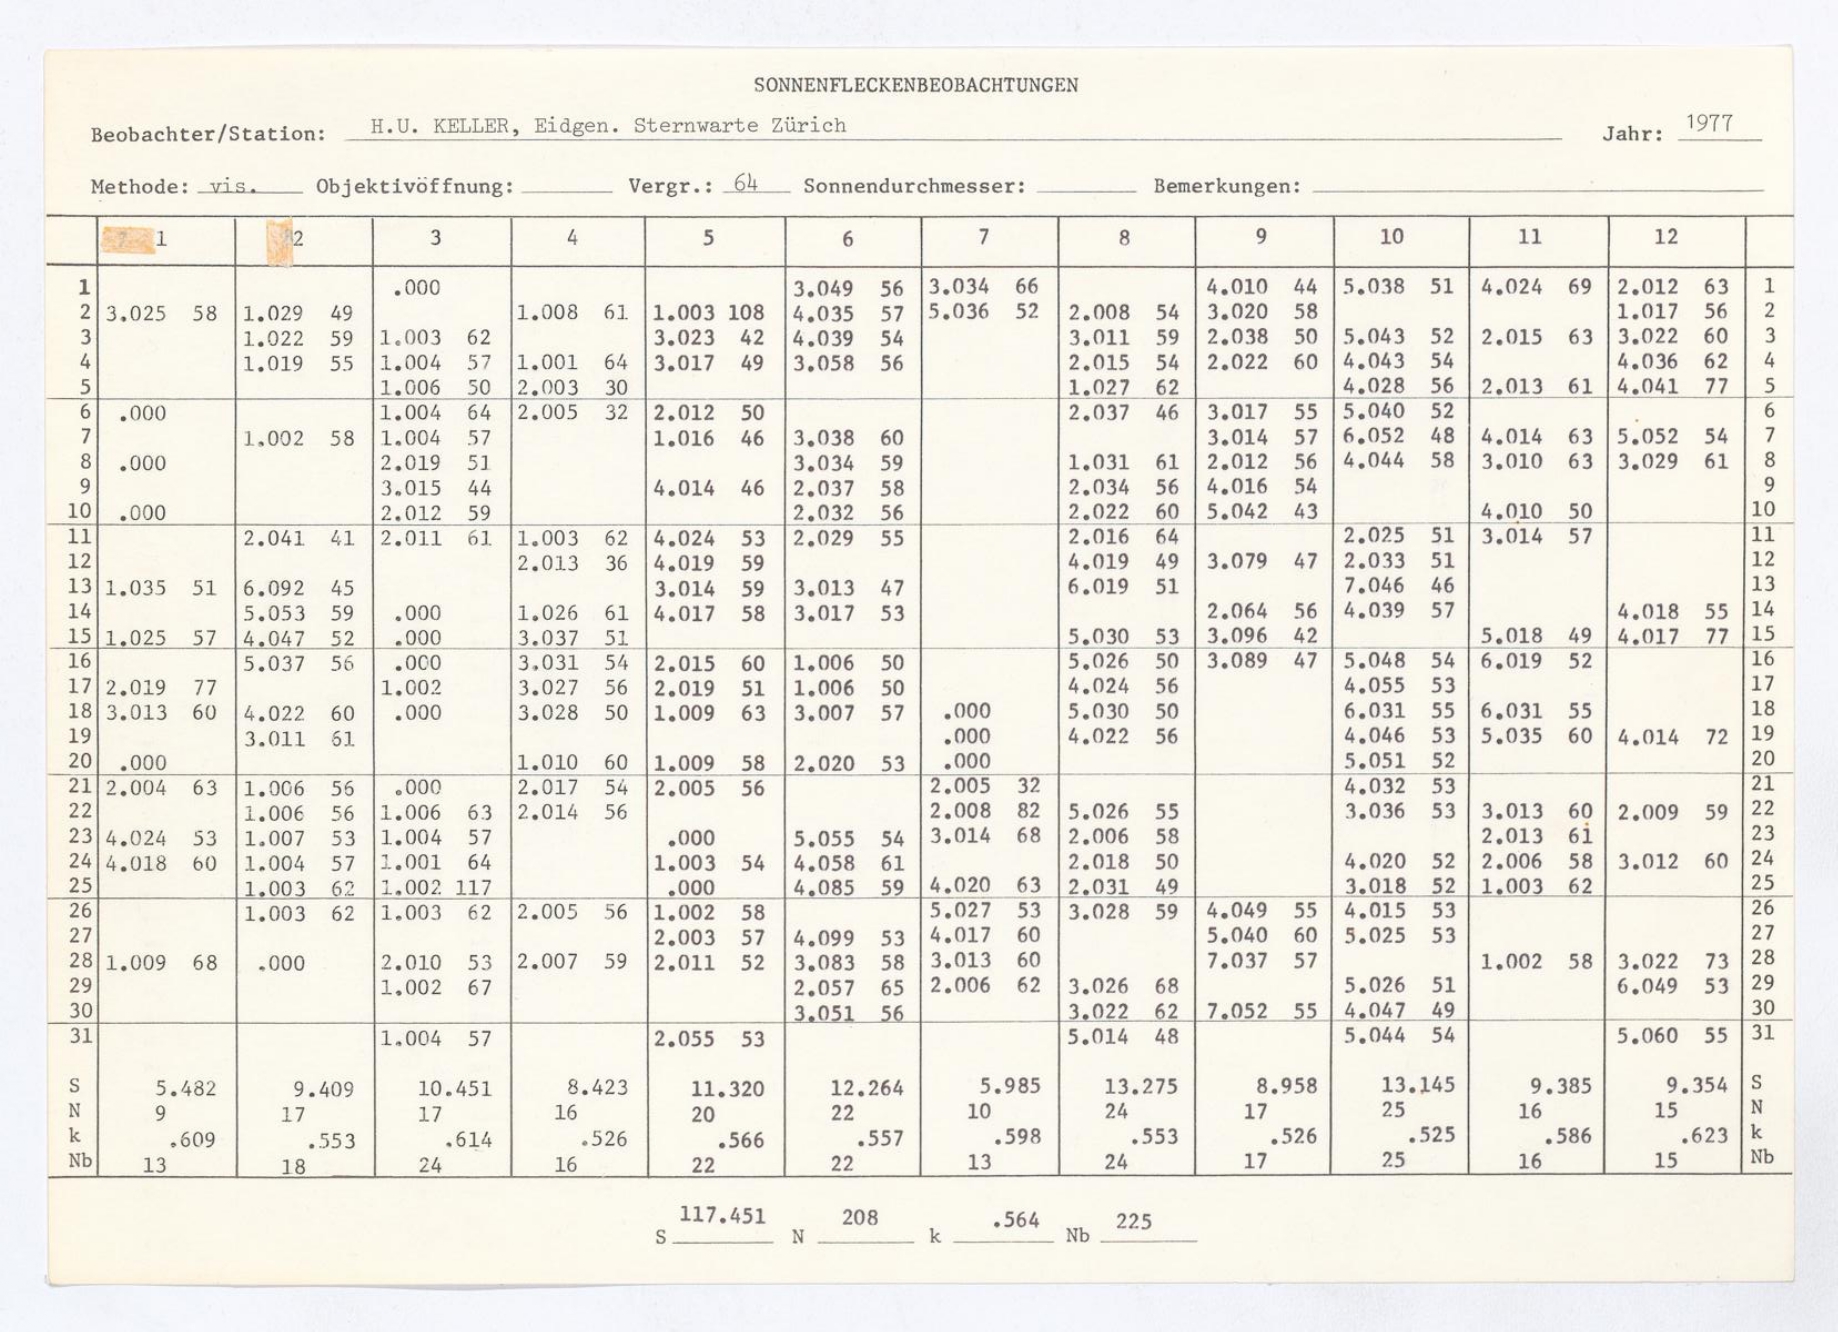 SONNENFLECKENBEOBACHTUNGEN
Beobachter/Station: H.U. KELLER, Eidgen. Sternwarte Zürich Jahr: 1977
Methode: vis. Objektivöffnung: Vergr.: 64 Sonnendurchmesser: Bemerkungen:
1 2 3 4 5 6 7 8 9 10 11 12
1 .000 3.049 56 3.034 66 4.010 44 5.038 51 4.024 69 2.012 63 1
2 3.025 58 1.029 49 1.008 61 1.003 108 4.035 57 5.036 52 2.008 54 3.020 58 1.017 56 2
3 1.022 59 1.003 62 3.023 42 4.039 54 3.011 59 2.038 50 5.043 52 2.015 63 3.022 60 3
4 1.019 55 1.004 57 1.001 64 3.017 49 3.058 56 2.015 54 2.022 60 4.043 54 4.036 62 4
5 1.006 50 2.003 30 1.027 62 4.028 56 2.013 61 4.041 77 5
6 .000 1.004 64 2.005 32 2.012 50 2.037 46 3.017 55 5.040 52 6
7 1.002 58 1.004 57 1.016 46 3.038 60 3.014 57 6.052 48 4.014 63 5.052 54 7
8 .000 2.019 51 3.034 59 1.031 61 2.012 56 4.044 58 3.010 63 3.029 61 8
9 3.015 44 4.014 46 2.037 58 2.034 56 4.016 54 9
10 .000 2.012 59 2.032 56 2.022 60 5.042 43 4.010 50 10
11 2.041 41 2.011 61 1.003 62 4.024 53 2.029 55 2.016 64 2.025 51 3.014 57 11
12 2.013 36 4.019 59 4.019 49 3.079 47 2.033 51 12
13 1.035 51 6.092 45 3.014 59 3.013 47 6.019 51 7.046 46 13
14 5.053 59 .000 1.026 61 4.017 58 3.017 53 2.064 56 4.039 57 4.018 55 14
15 1.025 57 4.047 52 .000 3.037 51 5.030 53 3.096 42 5.018 49 4.017 77 15
16 5.037 56 .000 3.031 54 2.015 60 1.006 50 5.026 50 3.089 47 5.048 54 6.019 52 16
17 2.019 77 1.002 3.027 56 2.019 51 1.006 50 4.024 56 4.055 53 17
18 3.013 60 4.022 60 .000 3.028 50 1.009 63 3.007 57 .000 5.030 50 6.031 55 6.031 55 18
19 3.011 61 .000 4.022 56 4.046 53 5.035 60 4.014 72 19
20 .000 1.010 60 1.009 58 2.020 53 .000 5.051 52 20
21 2.004 63 1.006 56 .000 2.017 54 2.005 56 2.005 32 4.032 53 21
22 1.006 56 1.006 63 2.014 56 2.008 82 5.026 55 3.036 53 3.013 60 2.009 59 22
23 4.024 53 1.007 53 1.004 57 .000 5.055 54 3.014 68 2.006 58 2.013 61 23
24 4.018 60 1.004 57 1.001 64 1.003 54 4.058 61 2.018 50 4.020 52 2.006 58 3.012 60 24
25 1.003 62 1.002 117 .000 4.085 59 4.020 63 2.031 49 3.018 52 1.003 62 25
26 1.003 62 1.003 62 2.005 56 1.002 58 5.027 53 3.028 59 4.049 55 4.015 53 26
27 2.003 57 4.099 53 4.017 60 5.040 60 5.025 53 27
28 1.009 68 .000 2.010 53 2.007 59 2.011 52 3.083 58 3.013 60 7.037 57 1.002 58 3.022 73 28
29 1.002 67 2.057 65 2.006 62 3.026 68 5.026 51 6.049 53 29
30 3.051 56 3.022 62 7.052 55 4.047 49 30
31 1.004 57 2.055 53 5.014 48 5.044 54 5.060 55 31
S 5.482 9.409 10.451 8.423 11.320 12.264 5.985 13.275 8.958 13.145 9.385 9.354 S
N 9 17 17 16 20 22 10 24 17 25 16 15 N
k .609 .553 .614 .526 .566 .557 .598 .553 .526 .525 .586 .623 k
Nb 13 18 24 16 22 22 13 24 17 25 16 15 Nb
S 117.451 N 208 k .564 Nb 225